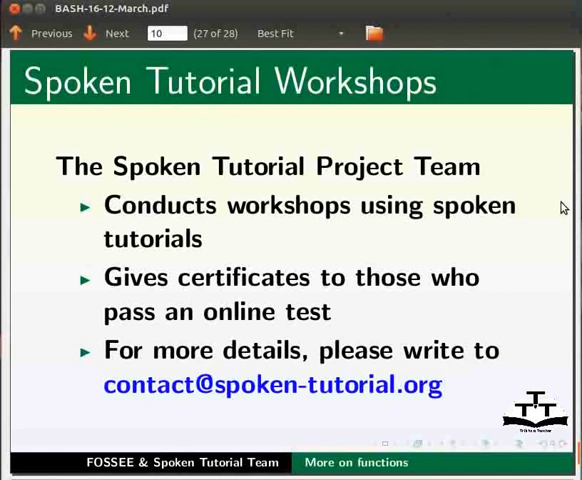 BASH-16-12-March.pdf
Previous Next 10 (27 of 28) Best Fit
Spoken Tutorial Workshops
The Spoken Tutorial Project Team
Conducts workshops using spoken
tutorials
Gives certificates to those who
pass an online test
For more details, please write to
contact@spoken-tutorial.org
FOSSEE & Spoken Tutorial Team More on functions